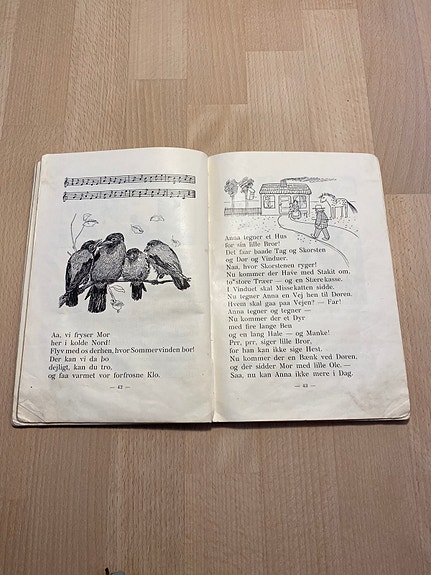 Aa, vi fryser Mor
her i kolde Nord!
Flyv med os derhen, hvor Sommervinden bor!
Der kan vi da bo
dejligt, kan du tro,
og faa varmet vor forfrosne Klo.
— 42 —
Anna tegner et Hus
for sin lille Bror!
Det faar baade Tag og Skorsten
og Dør og Vinduer.
Naa, hvor Skorstenen ryger!
Nu kommer der Have med Stakit om,
to store Træer — og en Stærekasse.
I Vinduet skal Missekatten sidde.
Nu tegner Anna en Vej hen til Døren.
Hvem skal gaa paa Vejen? — Far!
Anna tegner og tegner —
Nu kommer der et Dyr
med fire lange Ben
og en lang Hale — og Manke!
Prr, prr, siger lille Bror,
for han kan ikke sige Hest.
Nu kommer der en Bænk ved Døren,
og der sidder Mor med lille Ole. —
Saa, nu kan Anna ikke mere i Dag.
— 43 —